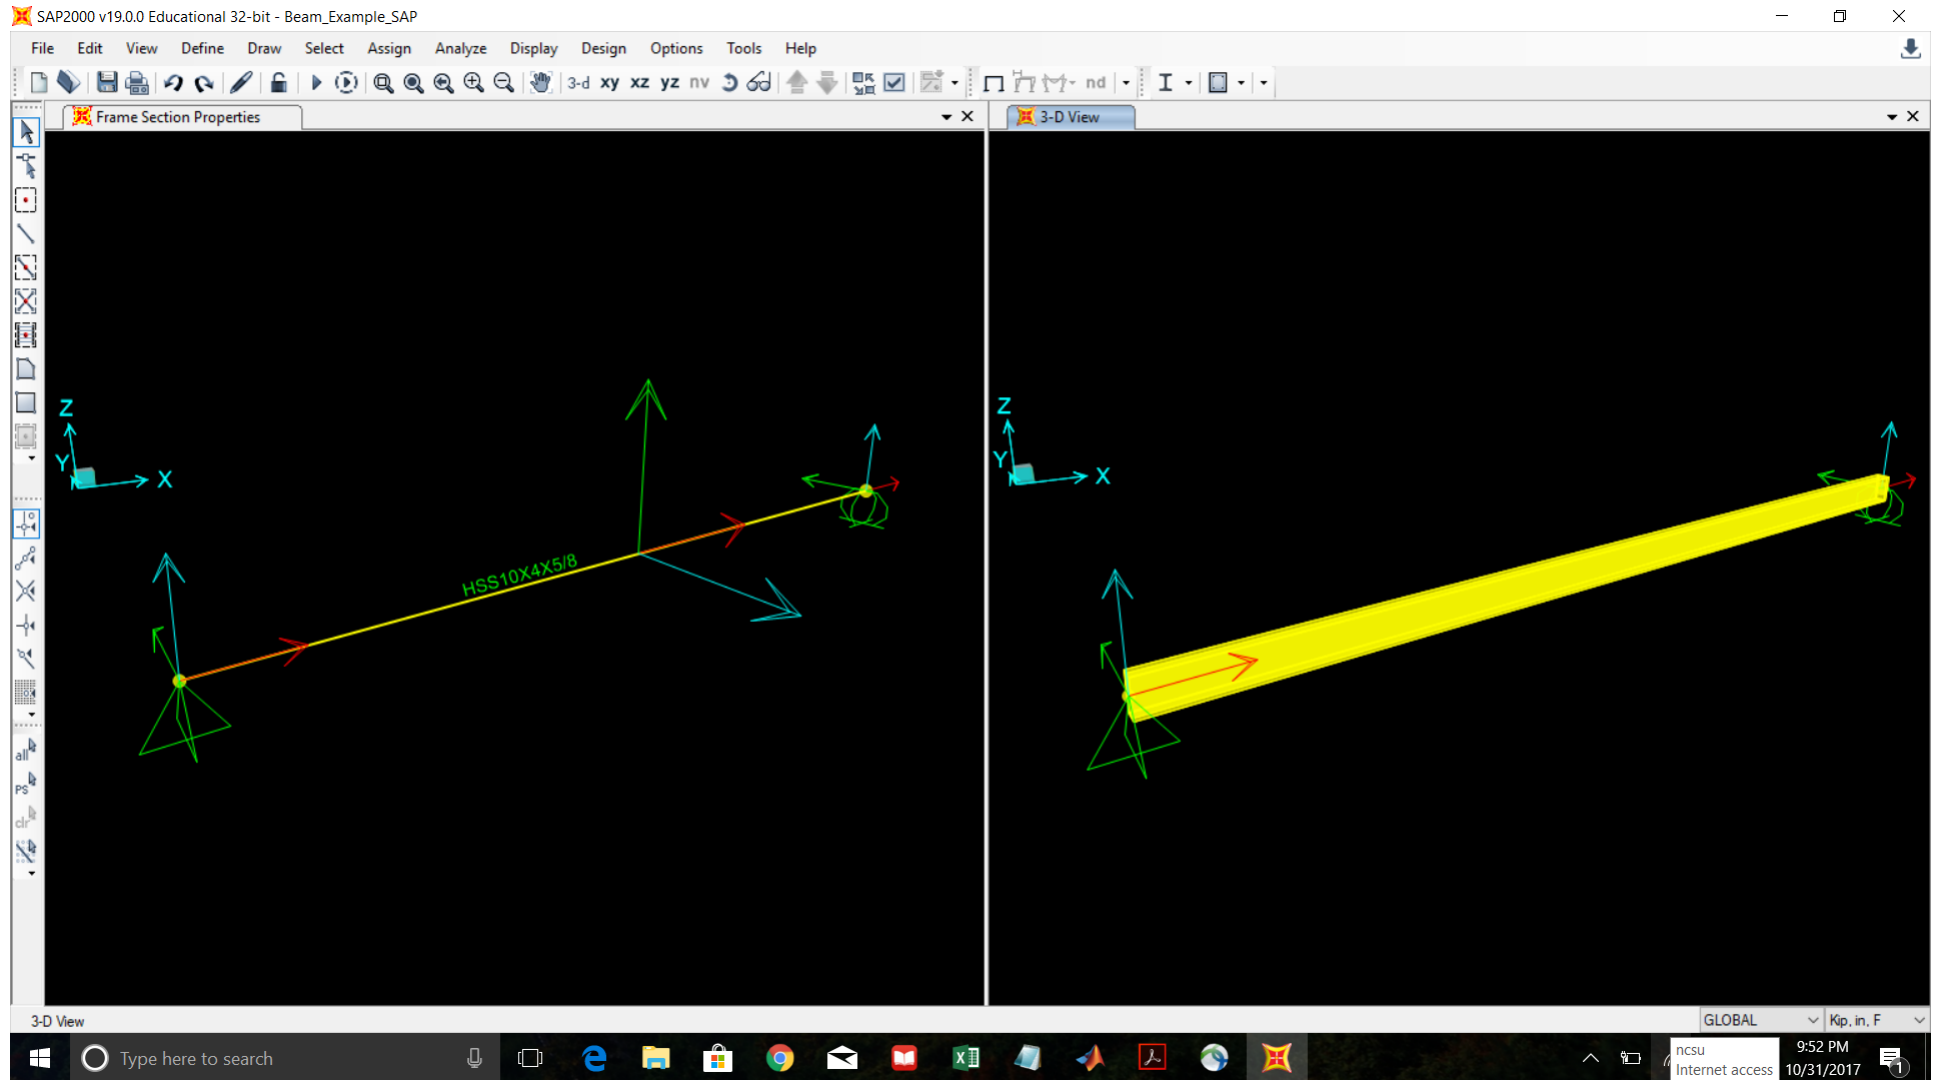 SAP2000 v19.0.0 Educational 32-bit - Beam_Example_SAP
File Edit View Define Draw Select Assign Analyze Display Design Options Tools Help
3-d xy xz yz nv nd
Frame Section Properties
3-D View
Z
Y
X
HSS10X4X5/8
Z
Y
X
all
PS
clr
3-D View
GLOBAL
Kip, in, F
Type here to search
ncsu
Internet access
9:52 PM
10/31/2017
1